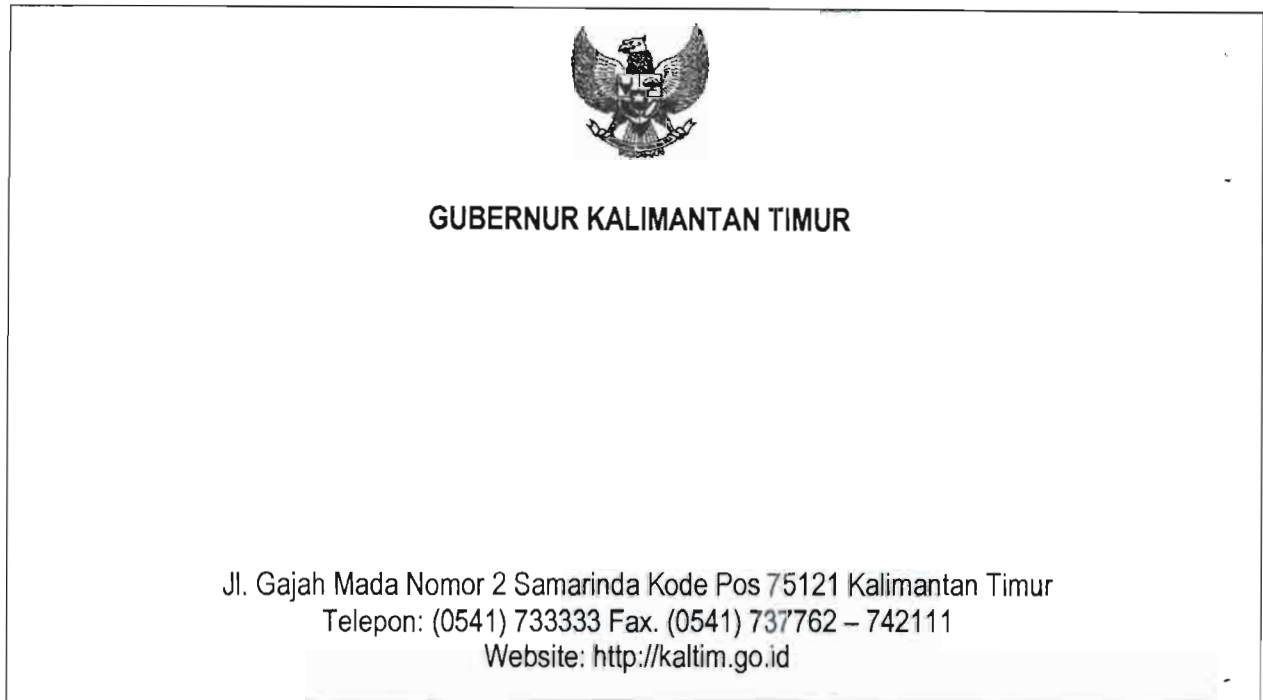 GUBERNUR KALIMANTAN TIMUR
Jl. Gajah Mada Nomor 2 Samarinda Kode Pos 75121 Kalimantan Timur
Telepon: (0541) 733333 Fax. (0541) 737762 – 742111
Website: http://kaltim.go.id